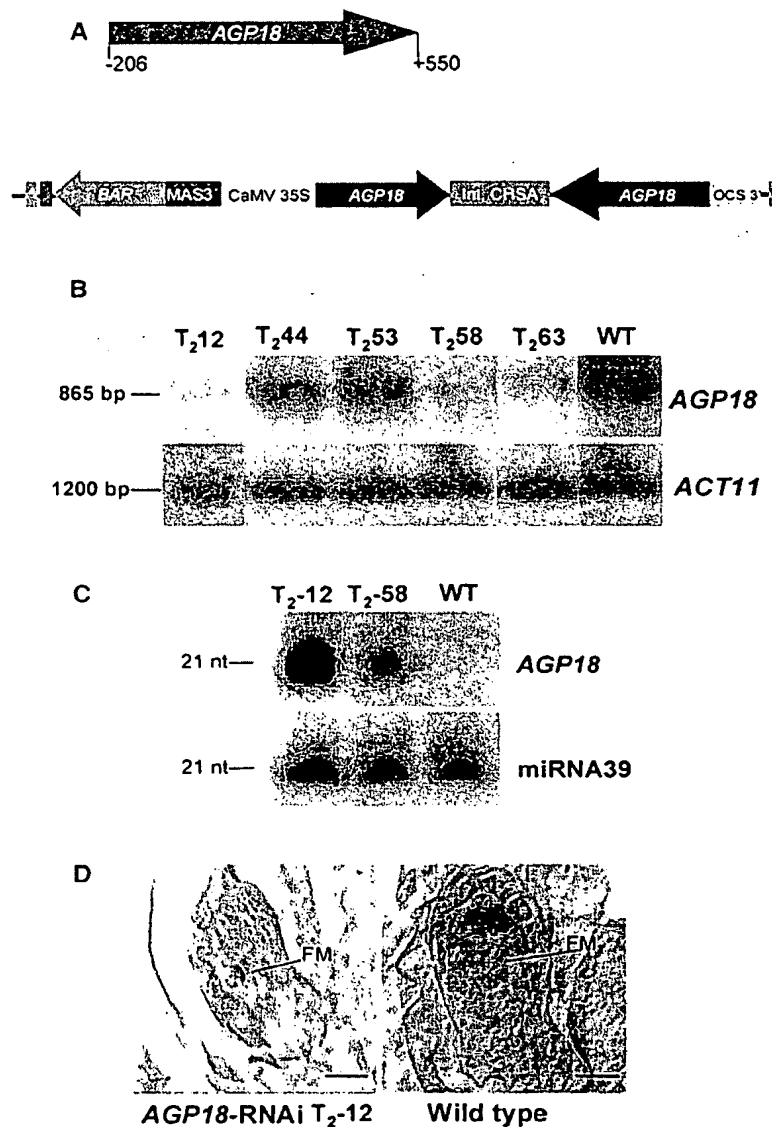 A
AGP18
-206 +550
BAR MAS3' CaMV 35S AGP18 Int. CHSA AGP18 OCS 3'
B
T₂12 T₂44 T₂53 T₂58 T₂63 WT
865 bp AGP18
1200 bp ACT11
C
T₂-12 T₂-58 WT
21 nt AGP18
21 nt miRNA39
D
FM FM
AGP18-RNAi T₂-12 Wild type